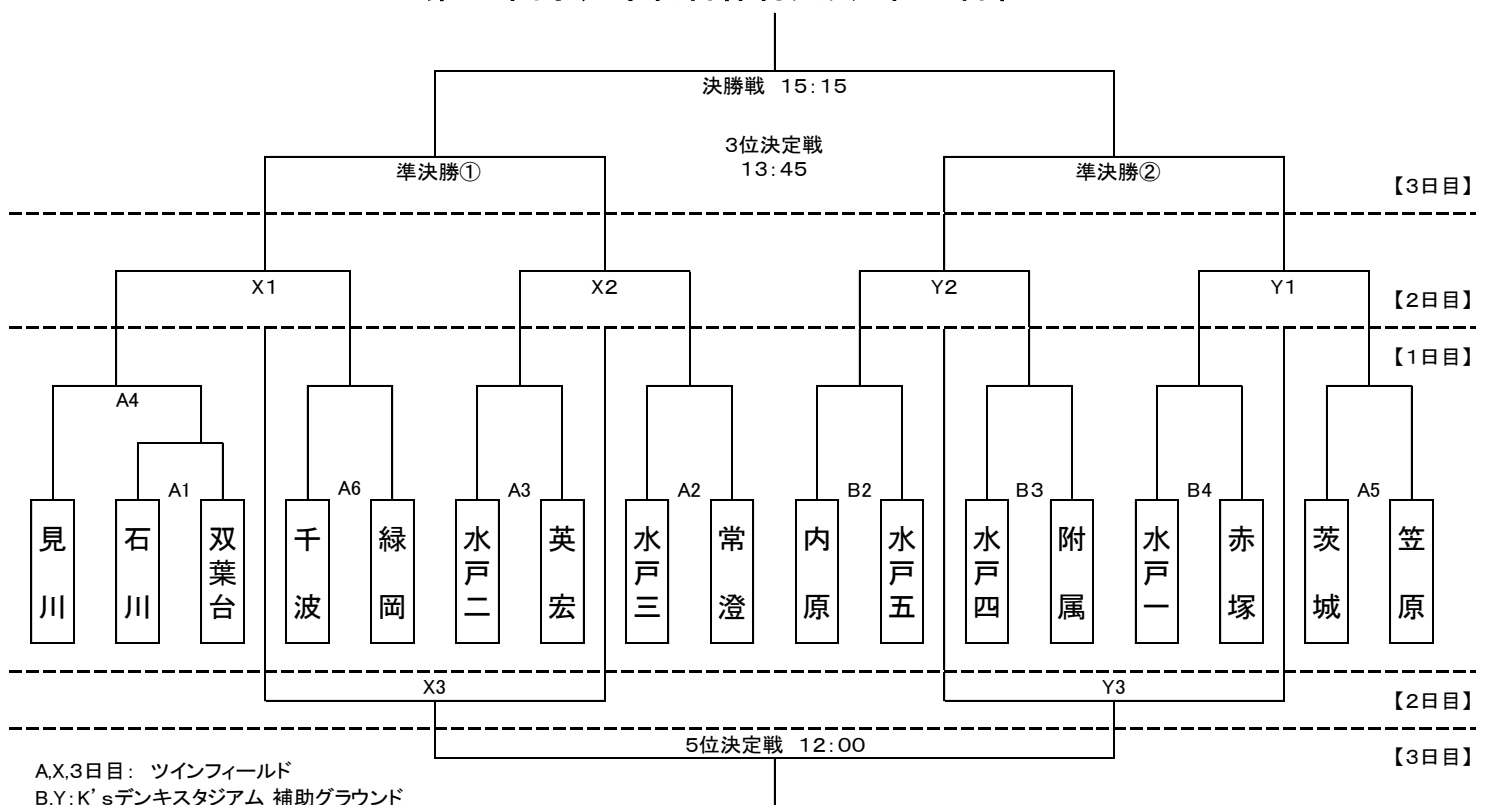 決勝戦 15:15
3位決定戦
13:45
準決勝①
準決勝②
【3日目】
X1
X2
Y2
Y1
【2日目】
【1日目】
A4
A1
A6
A3
A2
B2
B3
B4
A5
見川
石川
双葉台
千波
緑岡
水戸二
英宏
水戸三
常澄
内原
水戸五
水戸四
附属
水戸一
赤塚
茨城
笠原
X3
Y3
【2日目】
5位決定戦 12:00
【3日目】
A,X,3日目: ツインフィールド
B,Y:K'sデンキスタジアム 補助グラウンド